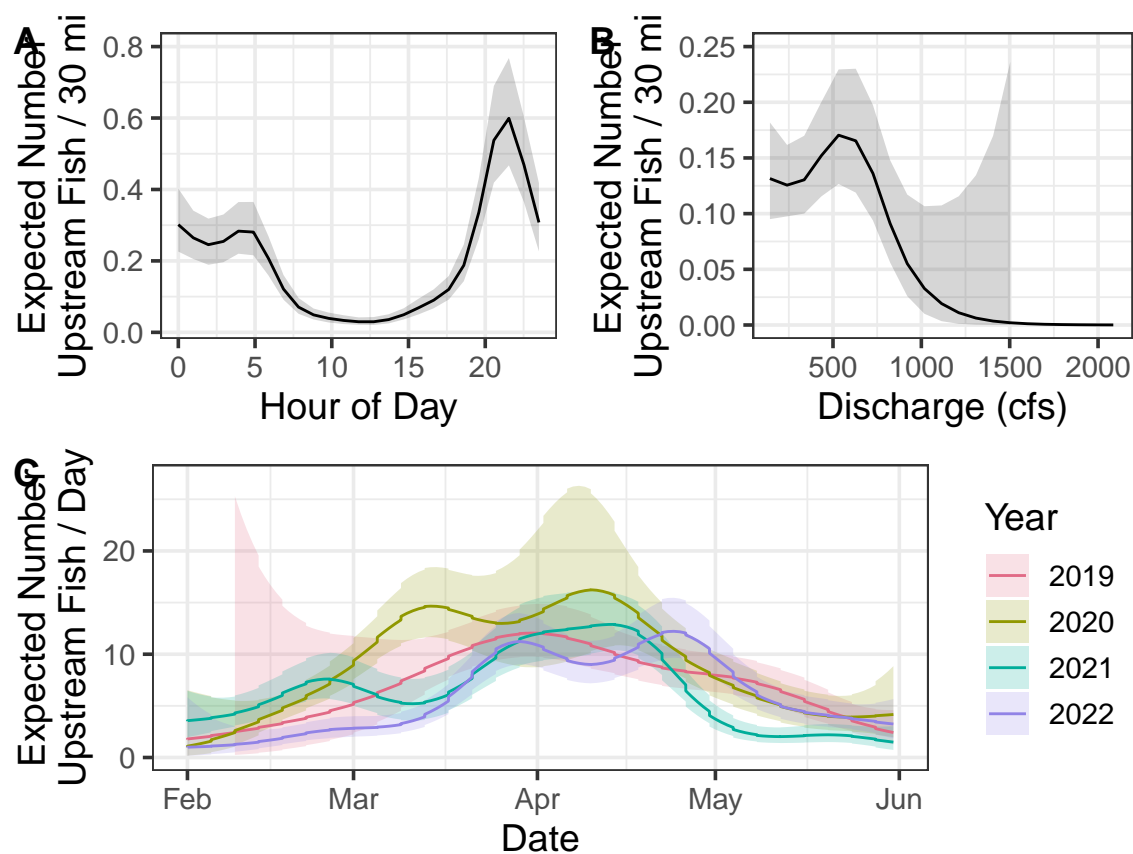 A
Expected Number
Upstream Fish / 30 mi
0.8
0.6
0.4
0.2
0.0
0 5 10 15 20
Hour of Day
B
Expected Number
Upstream Fish / 30 mi
0.25
0.20
0.15
0.10
0.05
0.00
500 1000 1500 2000
Discharge (cfs)
C
Expected Number
Upstream Fish / Day
20
10
0
Feb Mar Apr May Jun
Date
Year
2019
2020
2021
2022